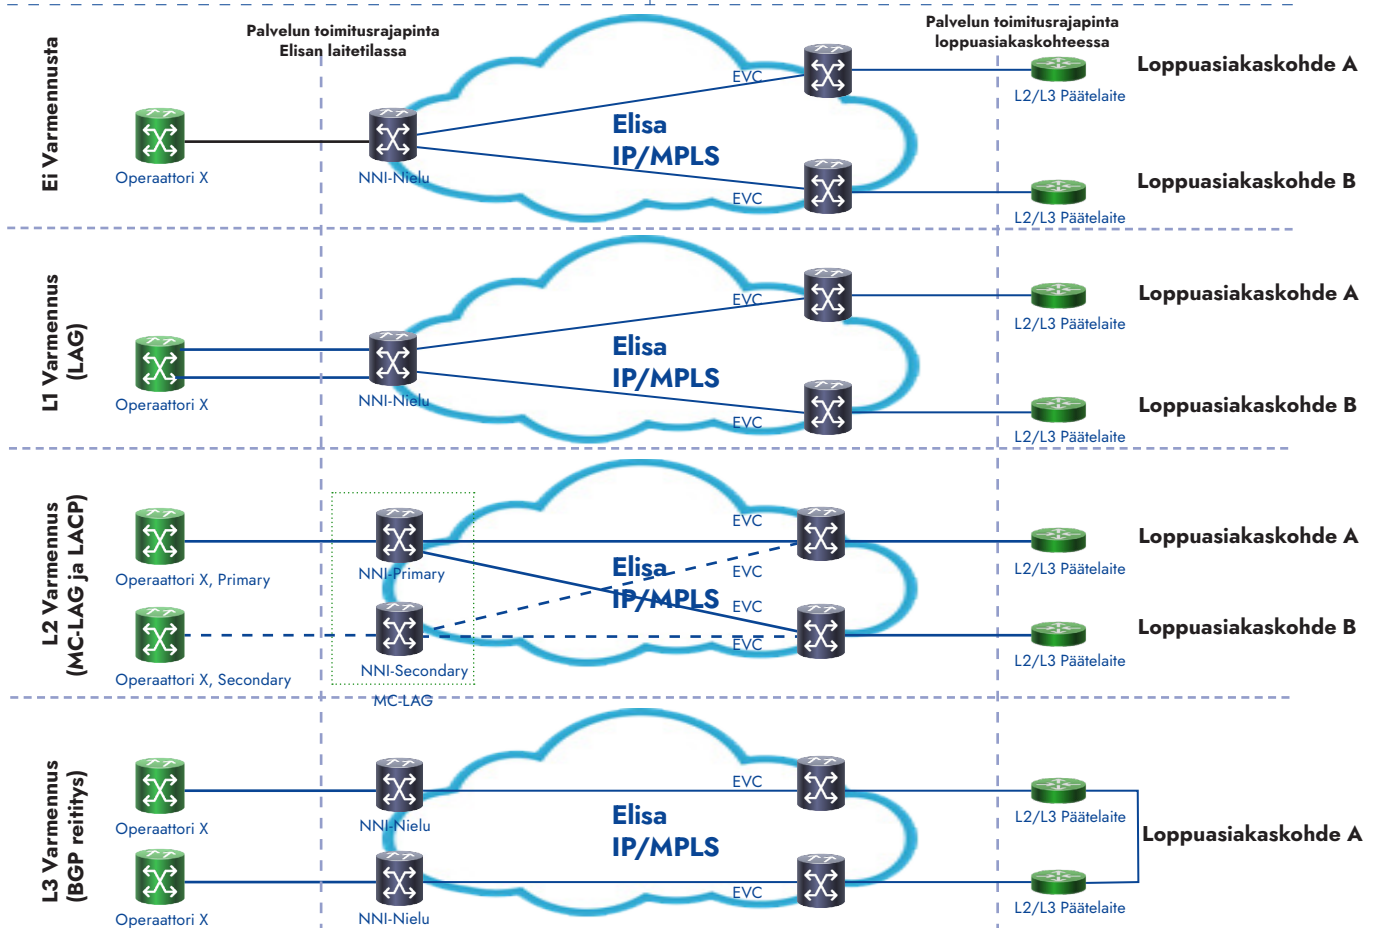 Palvelun toimitusrajapinta
Elisan laitetilassa
Palvelun toimitusrajapinta
loppuasiakaskohteessa
Ei Varmennusta
Operaattori X
NNI-Nielu
EVC
Elisa
IP/MPLS
EVC
L2/L3 Päätelaite
Loppuasiakaskohde A
L2/L3 Päätelaite
Loppuasiakaskohde B
L1 Varmennus
(LAG)
Operaattori X
NNI-Nielu
EVC
Elisa
IP/MPLS
EVC
L2/L3 Päätelaite
Loppuasiakaskohde A
L2/L3 Päätelaite
Loppuasiakaskohde B
L2 Varmennus
(MC-LAG ja LACP)
Operaattori X, Primary
Operaattori X, Secondary
NNI-Primary
NNI-Secondary
MC-LAG
EVC
Elisa
IP/MPLS
EVC
EVC
EVC
L2/L3 Päätelaite
Loppuasiakaskohde A
L2/L3 Päätelaite
Loppuasiakaskohde B
L3 Varmennus
(BGP reititys)
Operaattori X
Operaattori X
NNI-Nielu
NNI-Nielu
EVC
Elisa
IP/MPLS
EVC
L2/L3 Päätelaite
L2/L3 Päätelaite
Loppuasiakaskohde A